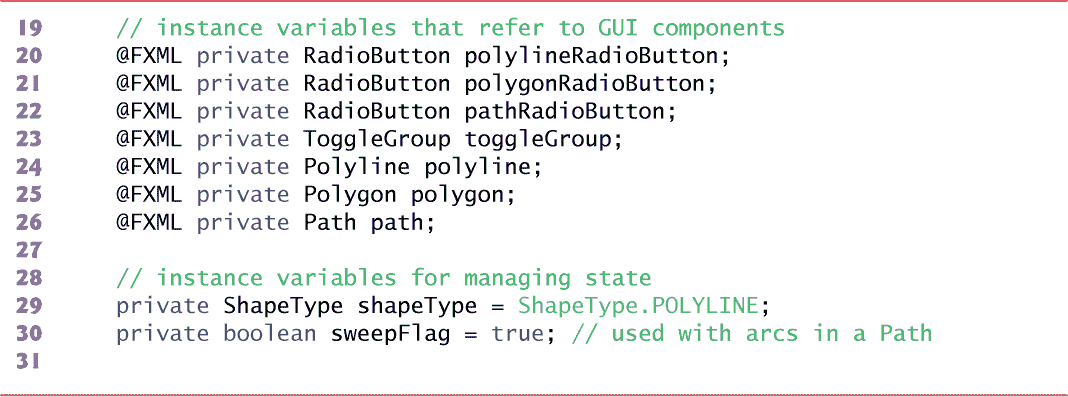 19 // instance variables that refer to GUI components
20 @FXML private RadioButton polylineRadioButton;
21 @FXML private RadioButton polygonRadioButton;
22 @FXML private RadioButton pathRadioButton;
23 @FXML private ToggleGroup toggleGroup;
24 @FXML private Polyline polyline;
25 @FXML private Polygon polygon;
26 @FXML private Path path;
27
28 // instance variables for managing state
29 private ShapeType shapeType = ShapeType.POLYLINE;
30 private boolean sweepFlag = true; // used with arcs in a Path
31